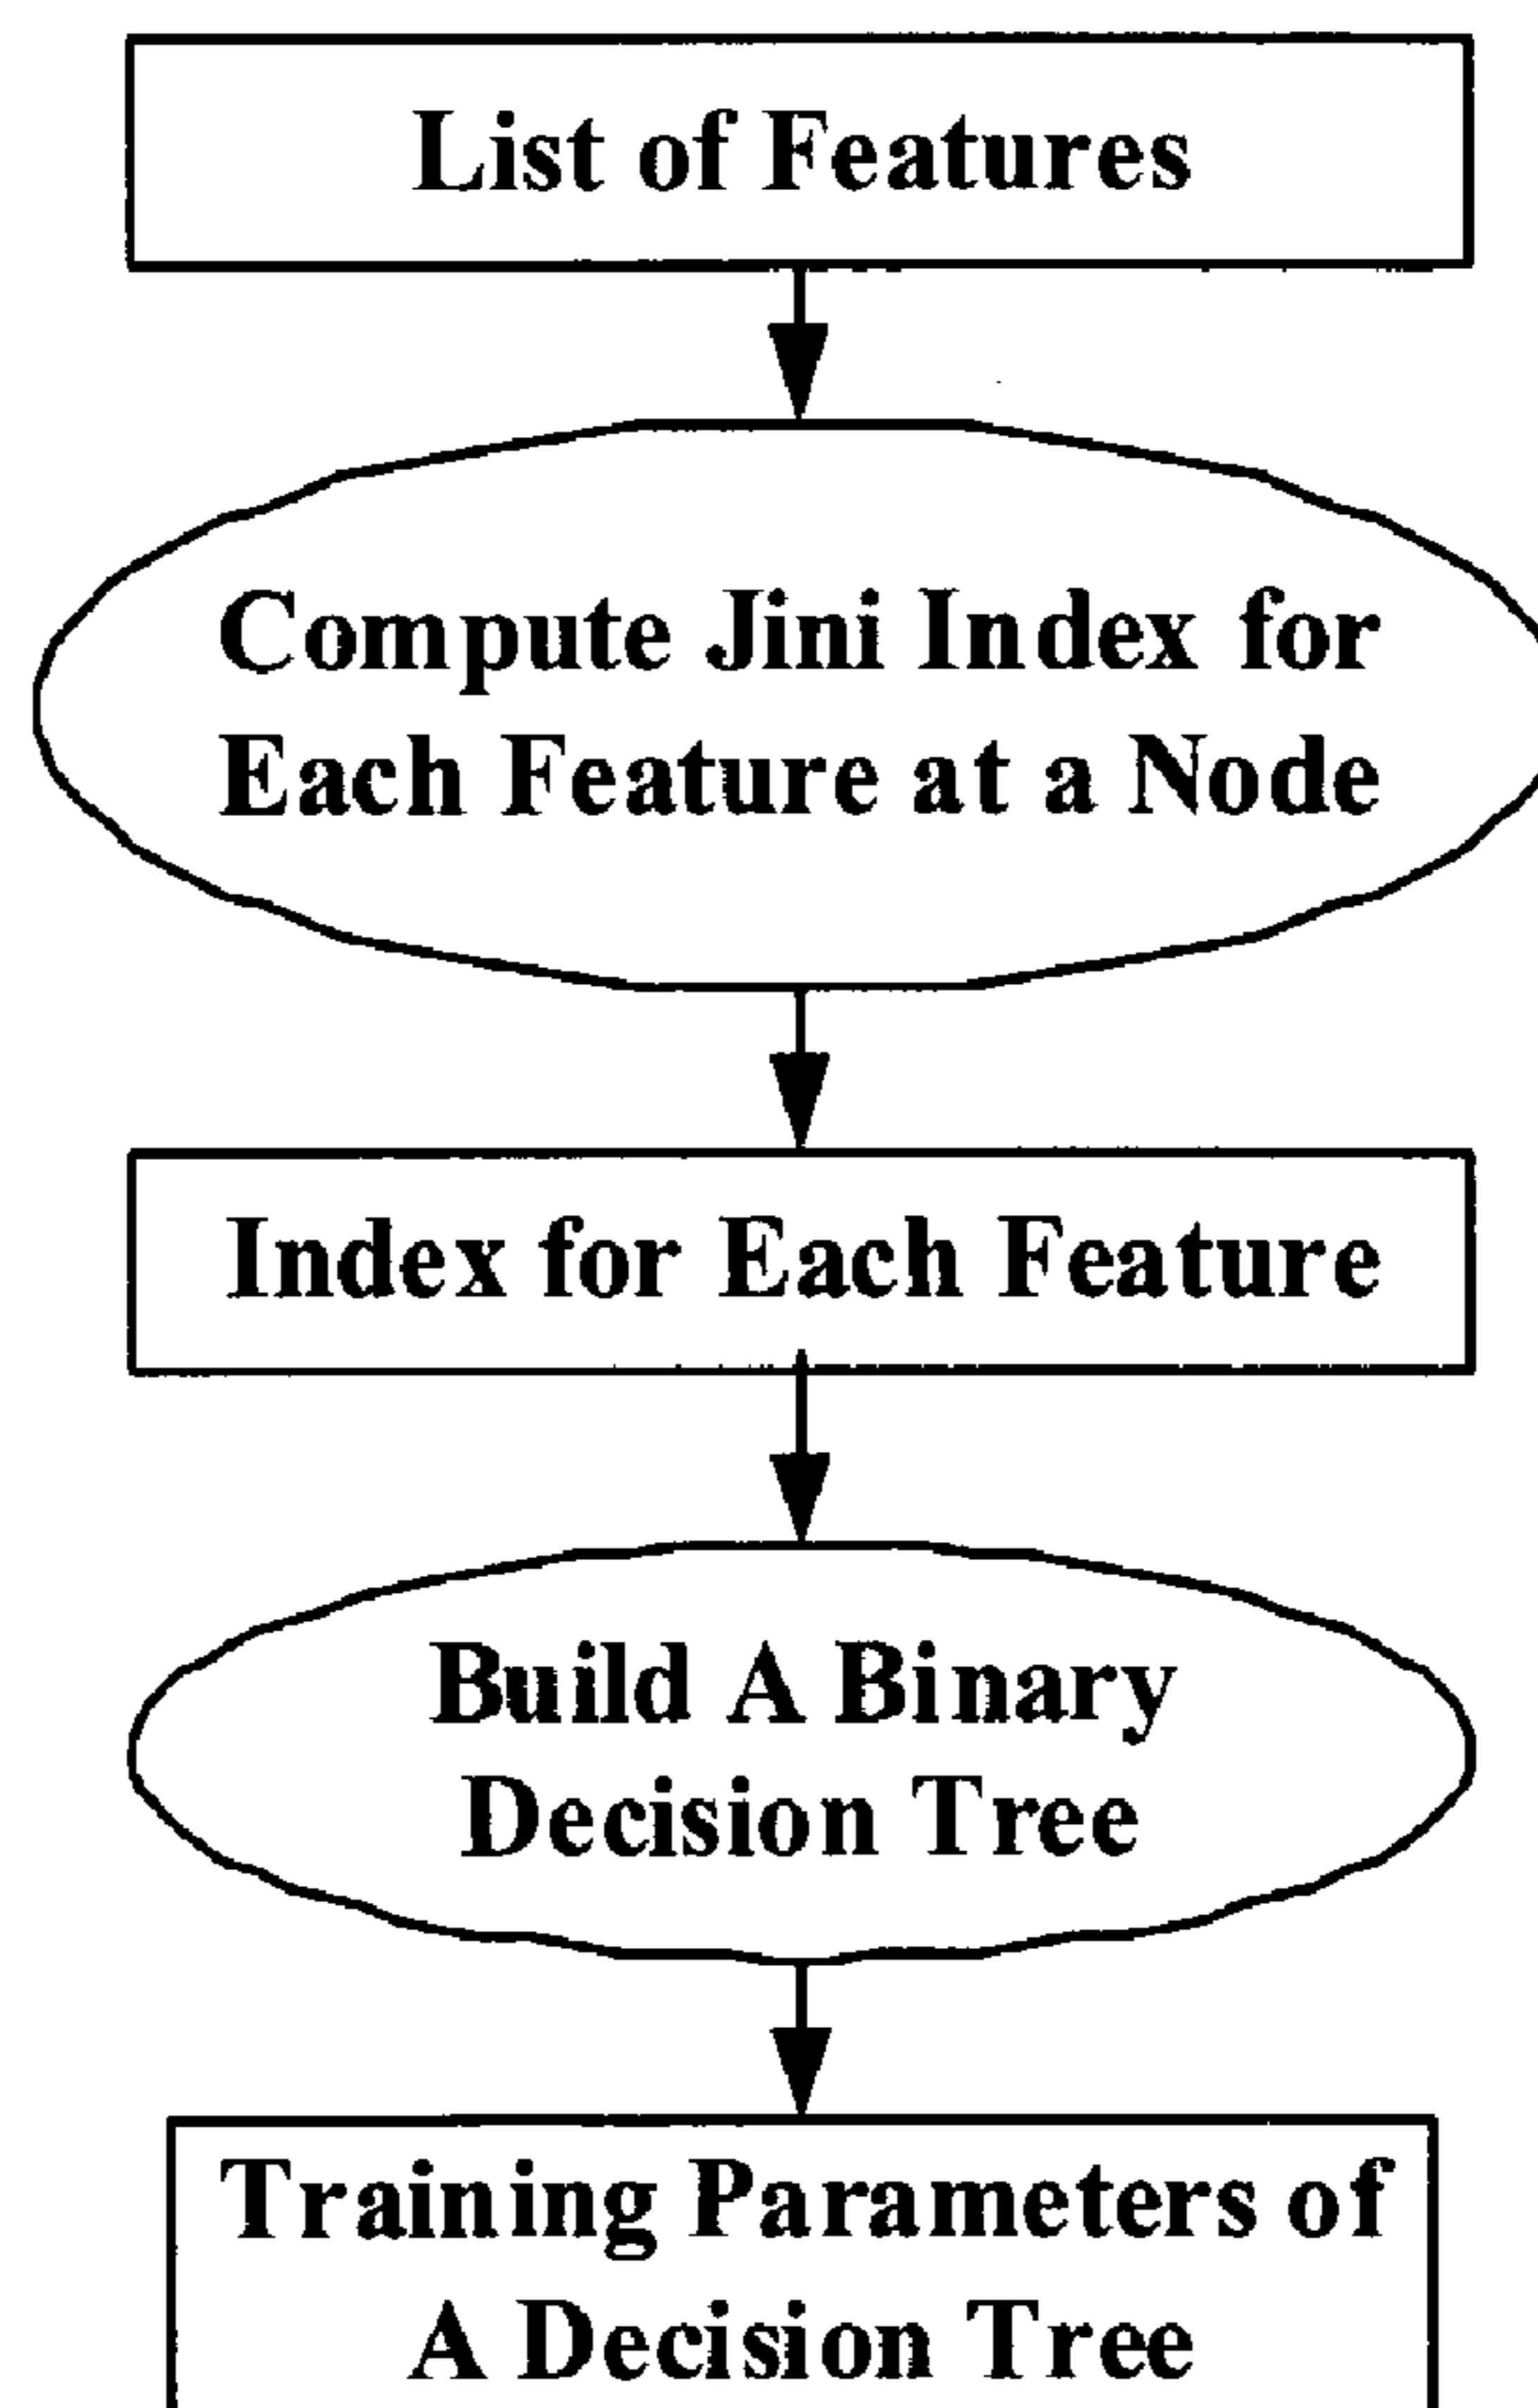 List of Features
Compute Jini Index for
Each Feature at a Node
Index for Each Feature
Build A Binary
Decision Tree
Training Parameters of
A Decision Tree